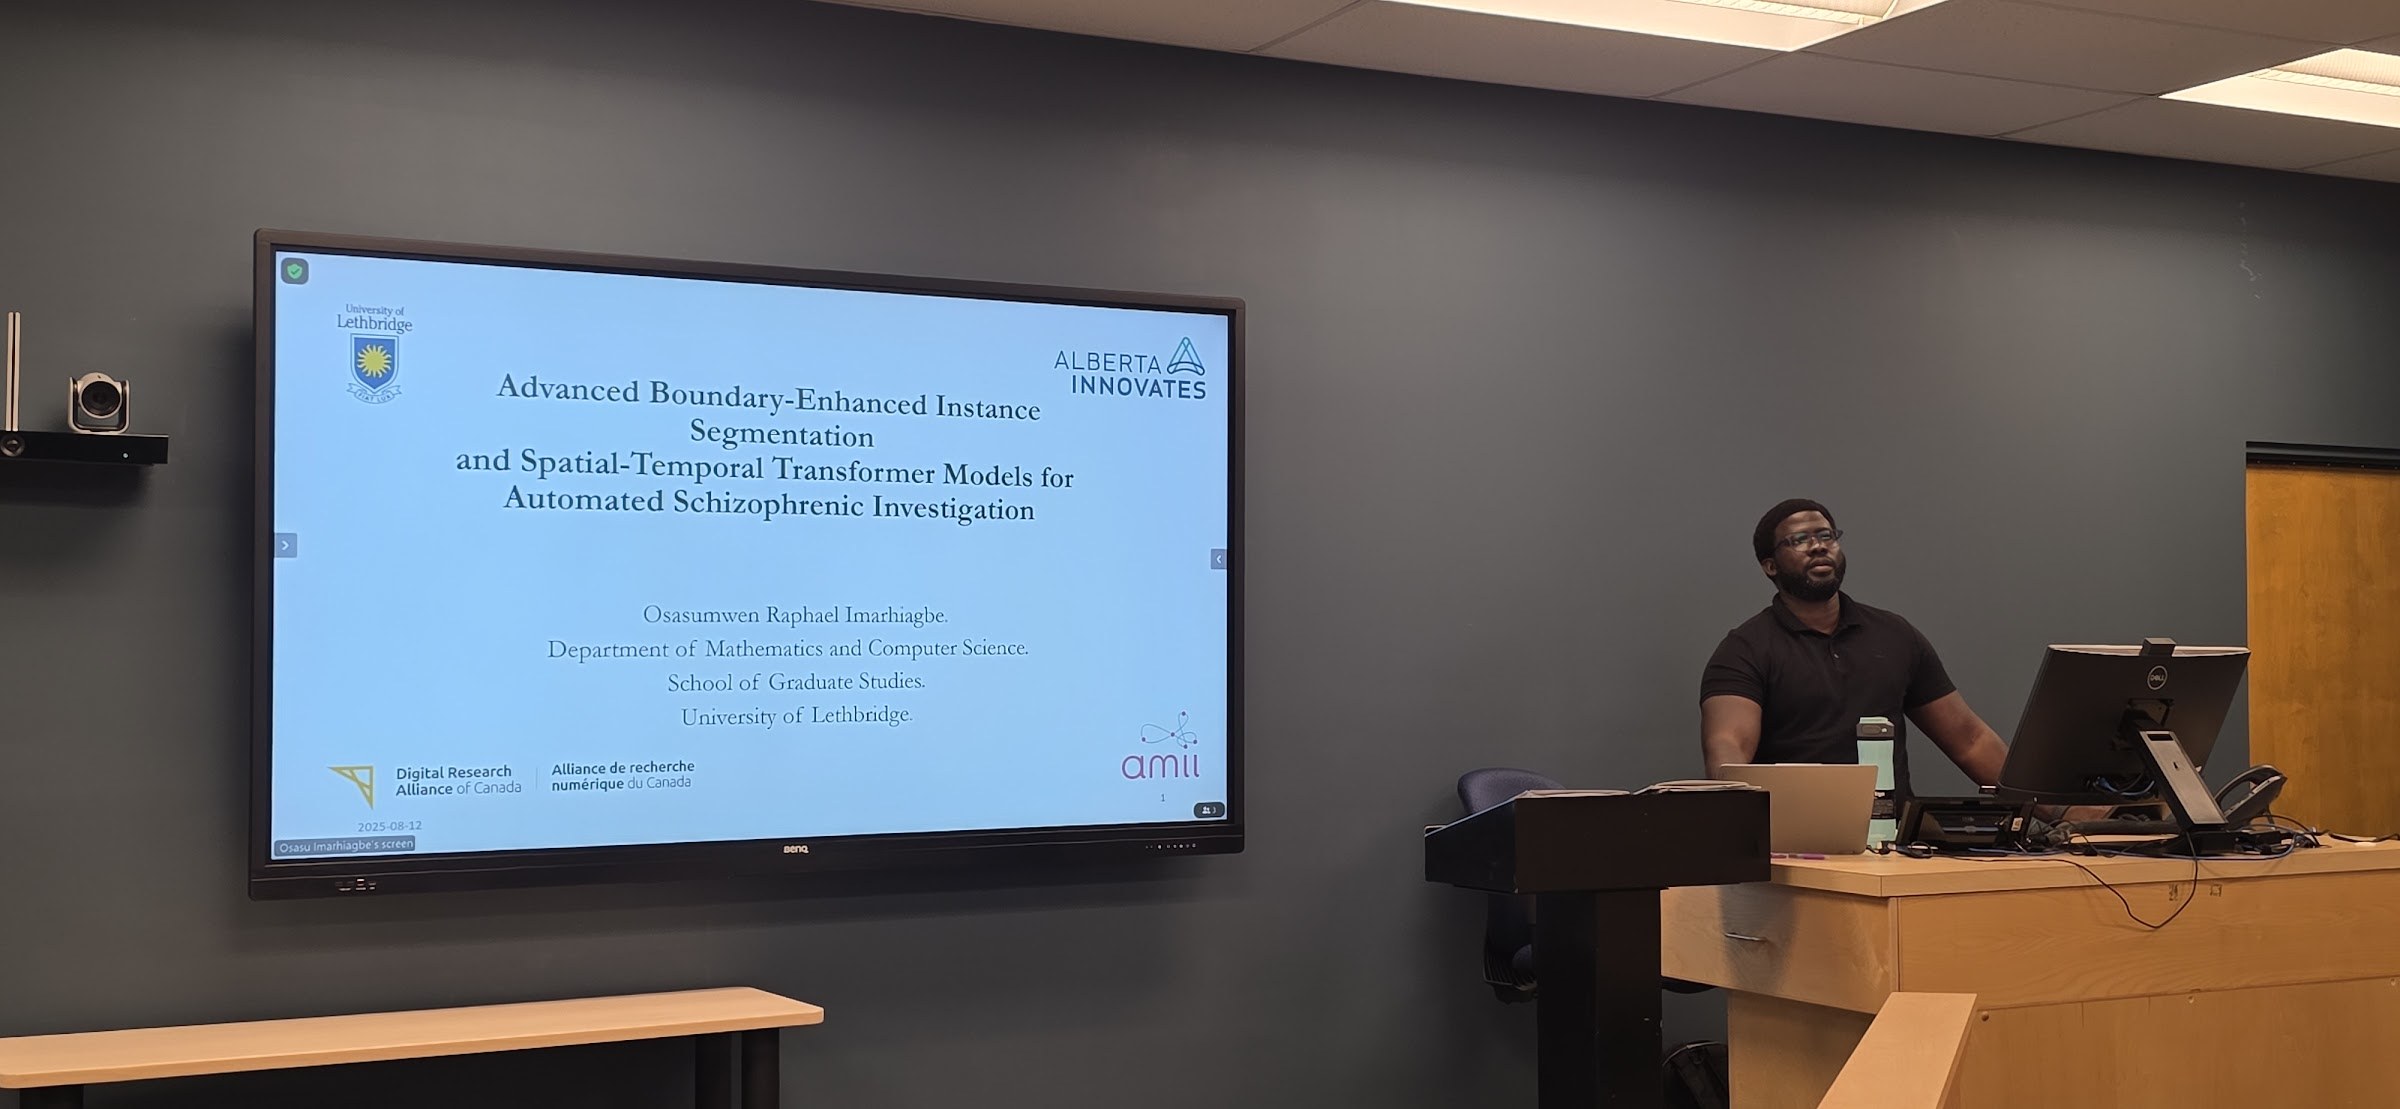 University of
Lethbridge
FIAT LUX
ALBERTA
INNOVATES
Advanced Boundary-Enhanced Instance
Segmentation
and Spatial-Temporal Transformer Models for
Automated Schizophrenic Investigation
Osasumwen Raphael Imarhiagbe.
Department of Mathematics and Computer Science.
School of Graduate Studies.
University of Lethbridge.
Digital Research
Alliance of Canada
Alliance de recherche
numérique du Canada
amii
1
2025-08-12
Osasu Imarhiagbe's screen
BenQ
DELL